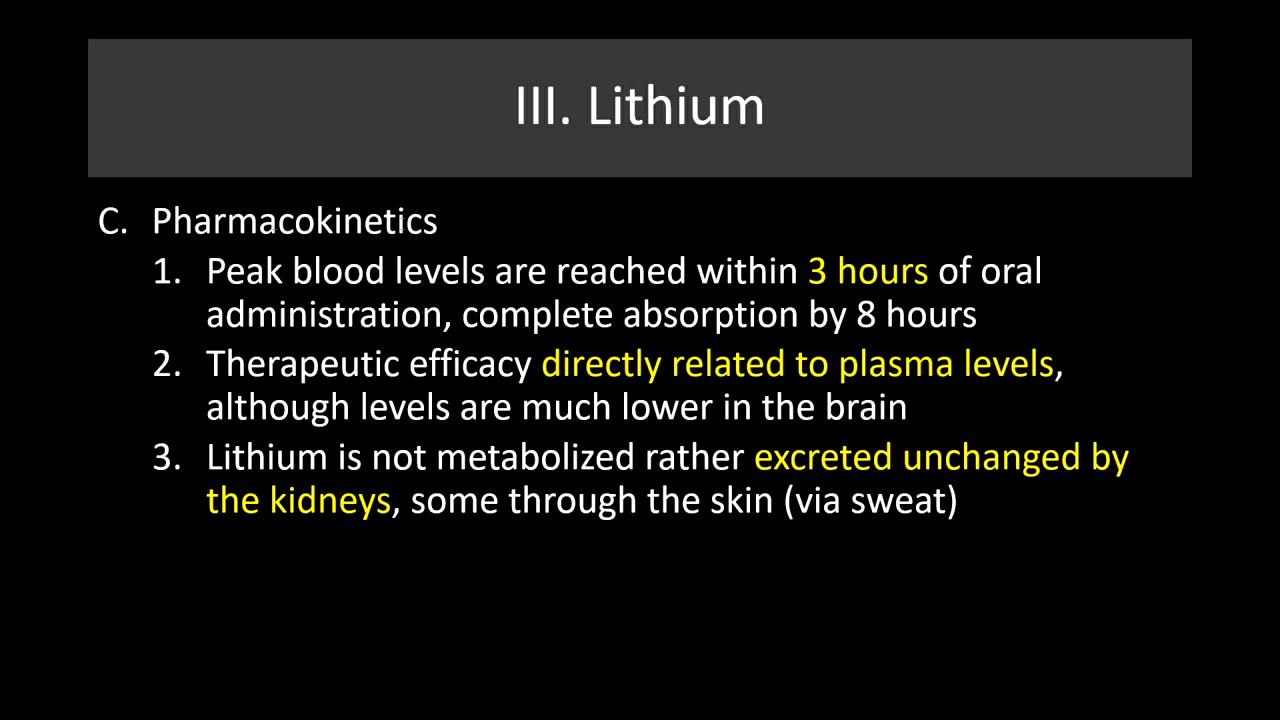 III. Lithium
C. Pharmacokinetics
1. Peak blood levels are reached within 3 hours of oral
administration, complete absorption by 8 hours
2. Therapeutic efficacy directly related to plasma levels,
although levels are much lower in the brain
3. Lithium is not metabolized rather excreted unchanged by
the kidneys, some through the skin (via sweat)